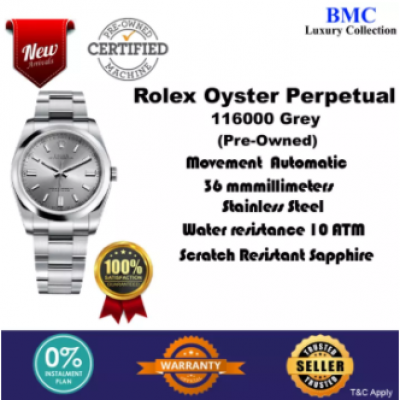 New
Arrivals
PRE-OWNED
CERTIFIED
MACHINE
BMC
Luxury Collection
Rolex Oyster Perpetual
116000 Grey
(Pre-Owned)
Movement Automatic
36 mmmillimeters
Stainless Steel
Water resistance 10 ATM
Scratch Resistant Sapphire
100%
SATISFACTION
GUARANTEED
0%
INSTALMENT
PLAN
WARRANTY
TRUSTED
SELLER
TRUSTED
T&C Apply